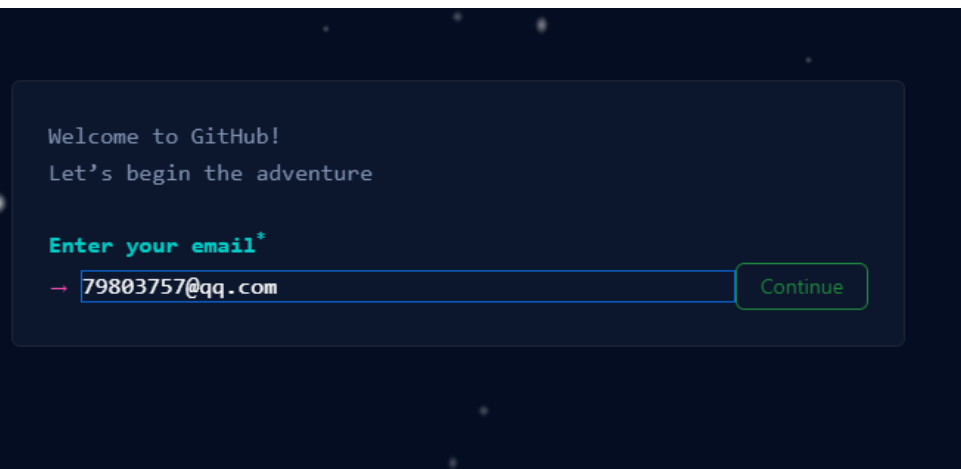 Welcome to GitHub!
Let’s begin the adventure
Enter your email*
→ 79803757@qq.com Continue